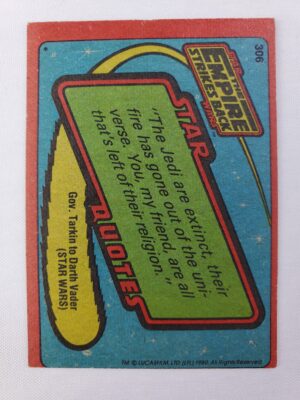 306
STAR
THE
EMPIRE
STRIKES BACK
WARS
STAR QUOTES
"The Jedi are extinct, their
fire has gone out of the uni-
verse. You, my friend, are all
that's left of their religion."
Gov. Tarkin to Darth Vader
(STAR WARS)
TM © LUCASFILM LTD. (LFL) 1980. All Rights Reserved.